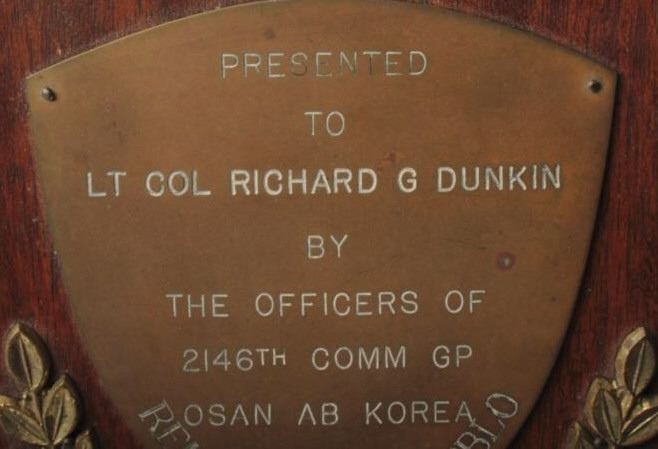 PRESENTED
TO
LT COL RICHARD G DUNKIN
BY
THE OFFICERS OF
2146TH COMM GP
OSAN AB KOREA